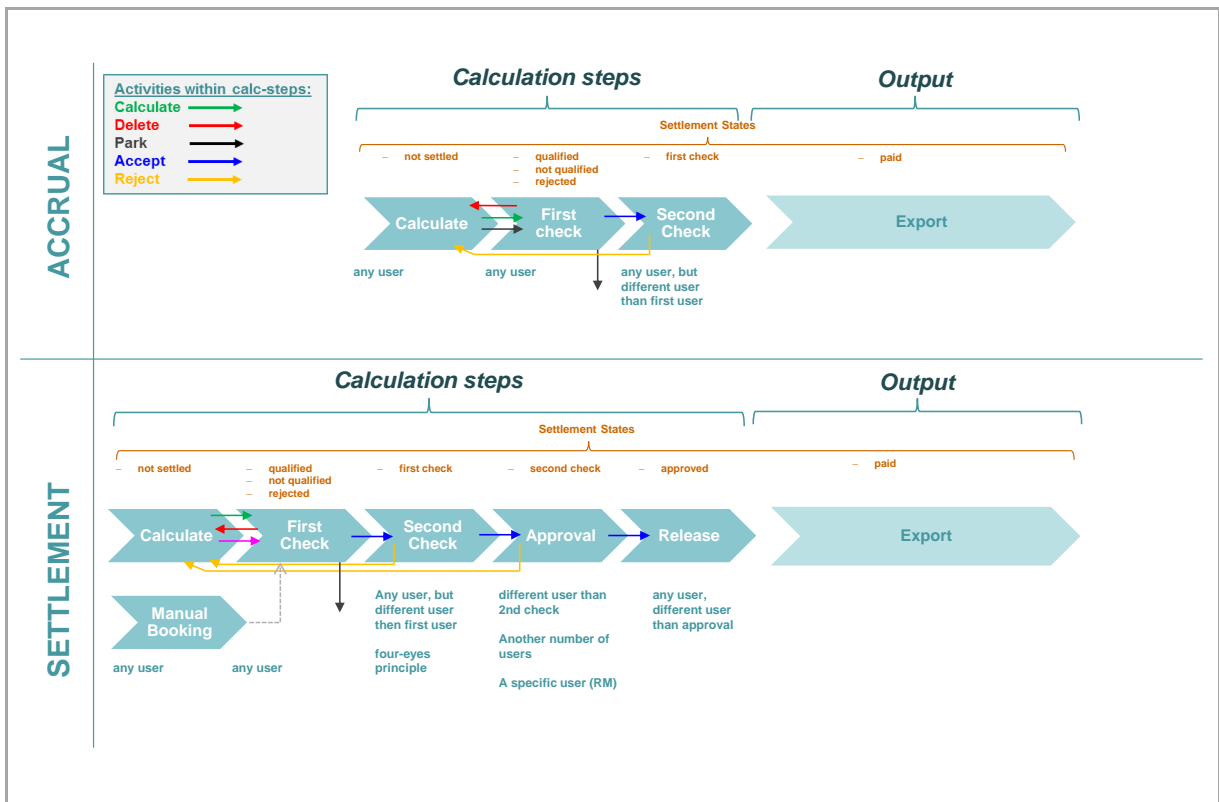 ACCRUAL
Activities within calc-steps:
Calculate
Delete
Park
Accept
Reject
Calculation steps
Output
Settlement States
– not settled
– qualified
– not qualified
– rejected
– first check
– paid
Calculate
First
check
Second
Check
Export
any user
any user
any user, but
different user
than first user
SETTLEMENT
Calculation steps
Output
Settlement States
– not settled
– qualified
– not qualified
– rejected
– first check
– second check
– approved
– paid
Calculate
First
Check
Second
Check
Approval
Release
Export
Manual
Booking
any user
any user
Any user, but
different user
then first user
four-eyes
principle
different user than
2nd check
Another number of
users
A specific user (RM)
any user,
different user
than approval